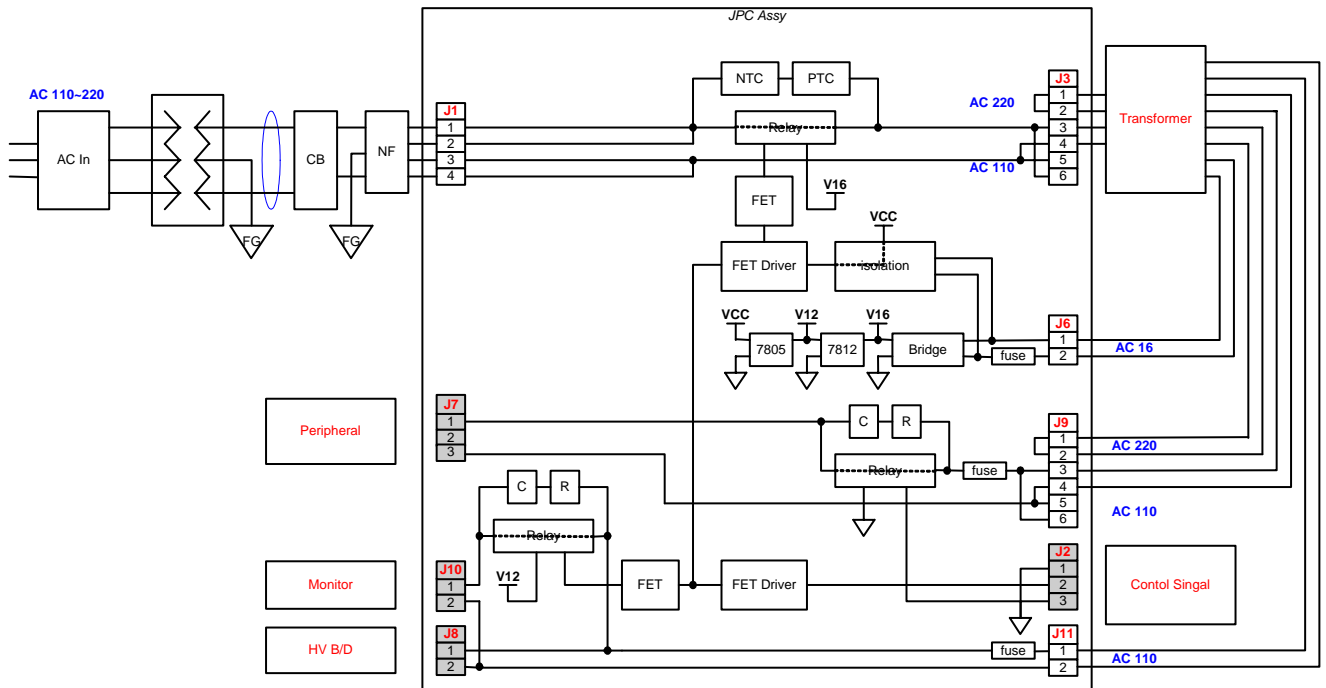 JPC Assy
AC 110~220
AC In
FG
CB
FG
NF
J1
1
2
3
4
NTC
PTC
Relay
FET
V16
VCC
FET Driver
isolation
AC 220
AC 110
J3
1
2
3
4
5
6
Transformer
VCC
7805
V12
7812
V16
Bridge
fuse
J6
1
2
AC 16
Peripheral
J7
1
2
3
C
R
Relay
fuse
J9
1
2
3
4
5
6
AC 220
AC 110
C
R
Relay
V12
FET
FET Driver
Monitor
J10
1
2
J2
1
2
3
Contol Singal
HV B/D
J8
1
2
fuse
J11
1
2
AC 110